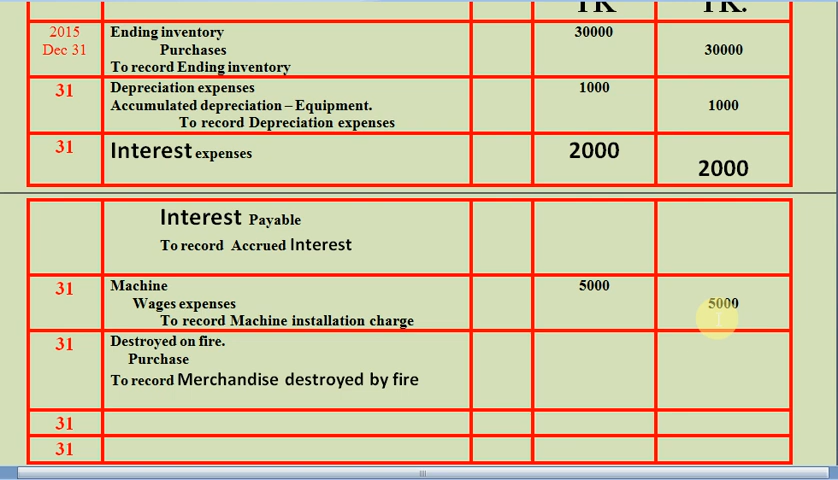 TK
TK.
2015
Dec 31
Ending inventory
30000
Purchases
30000
To record Ending inventory
31
Depreciation expenses
1000
Accumulated depreciation – Equipment.
1000
To record Depreciation expenses
31
Interest expenses
2000
2000
Interest Payable
To record Accrued Interest
31
Machine
5000
Wages expenses
5000
To record Machine installation charge
31
Destroyed on fire.
Purchase
To record Merchandise destroyed by fire
31
31